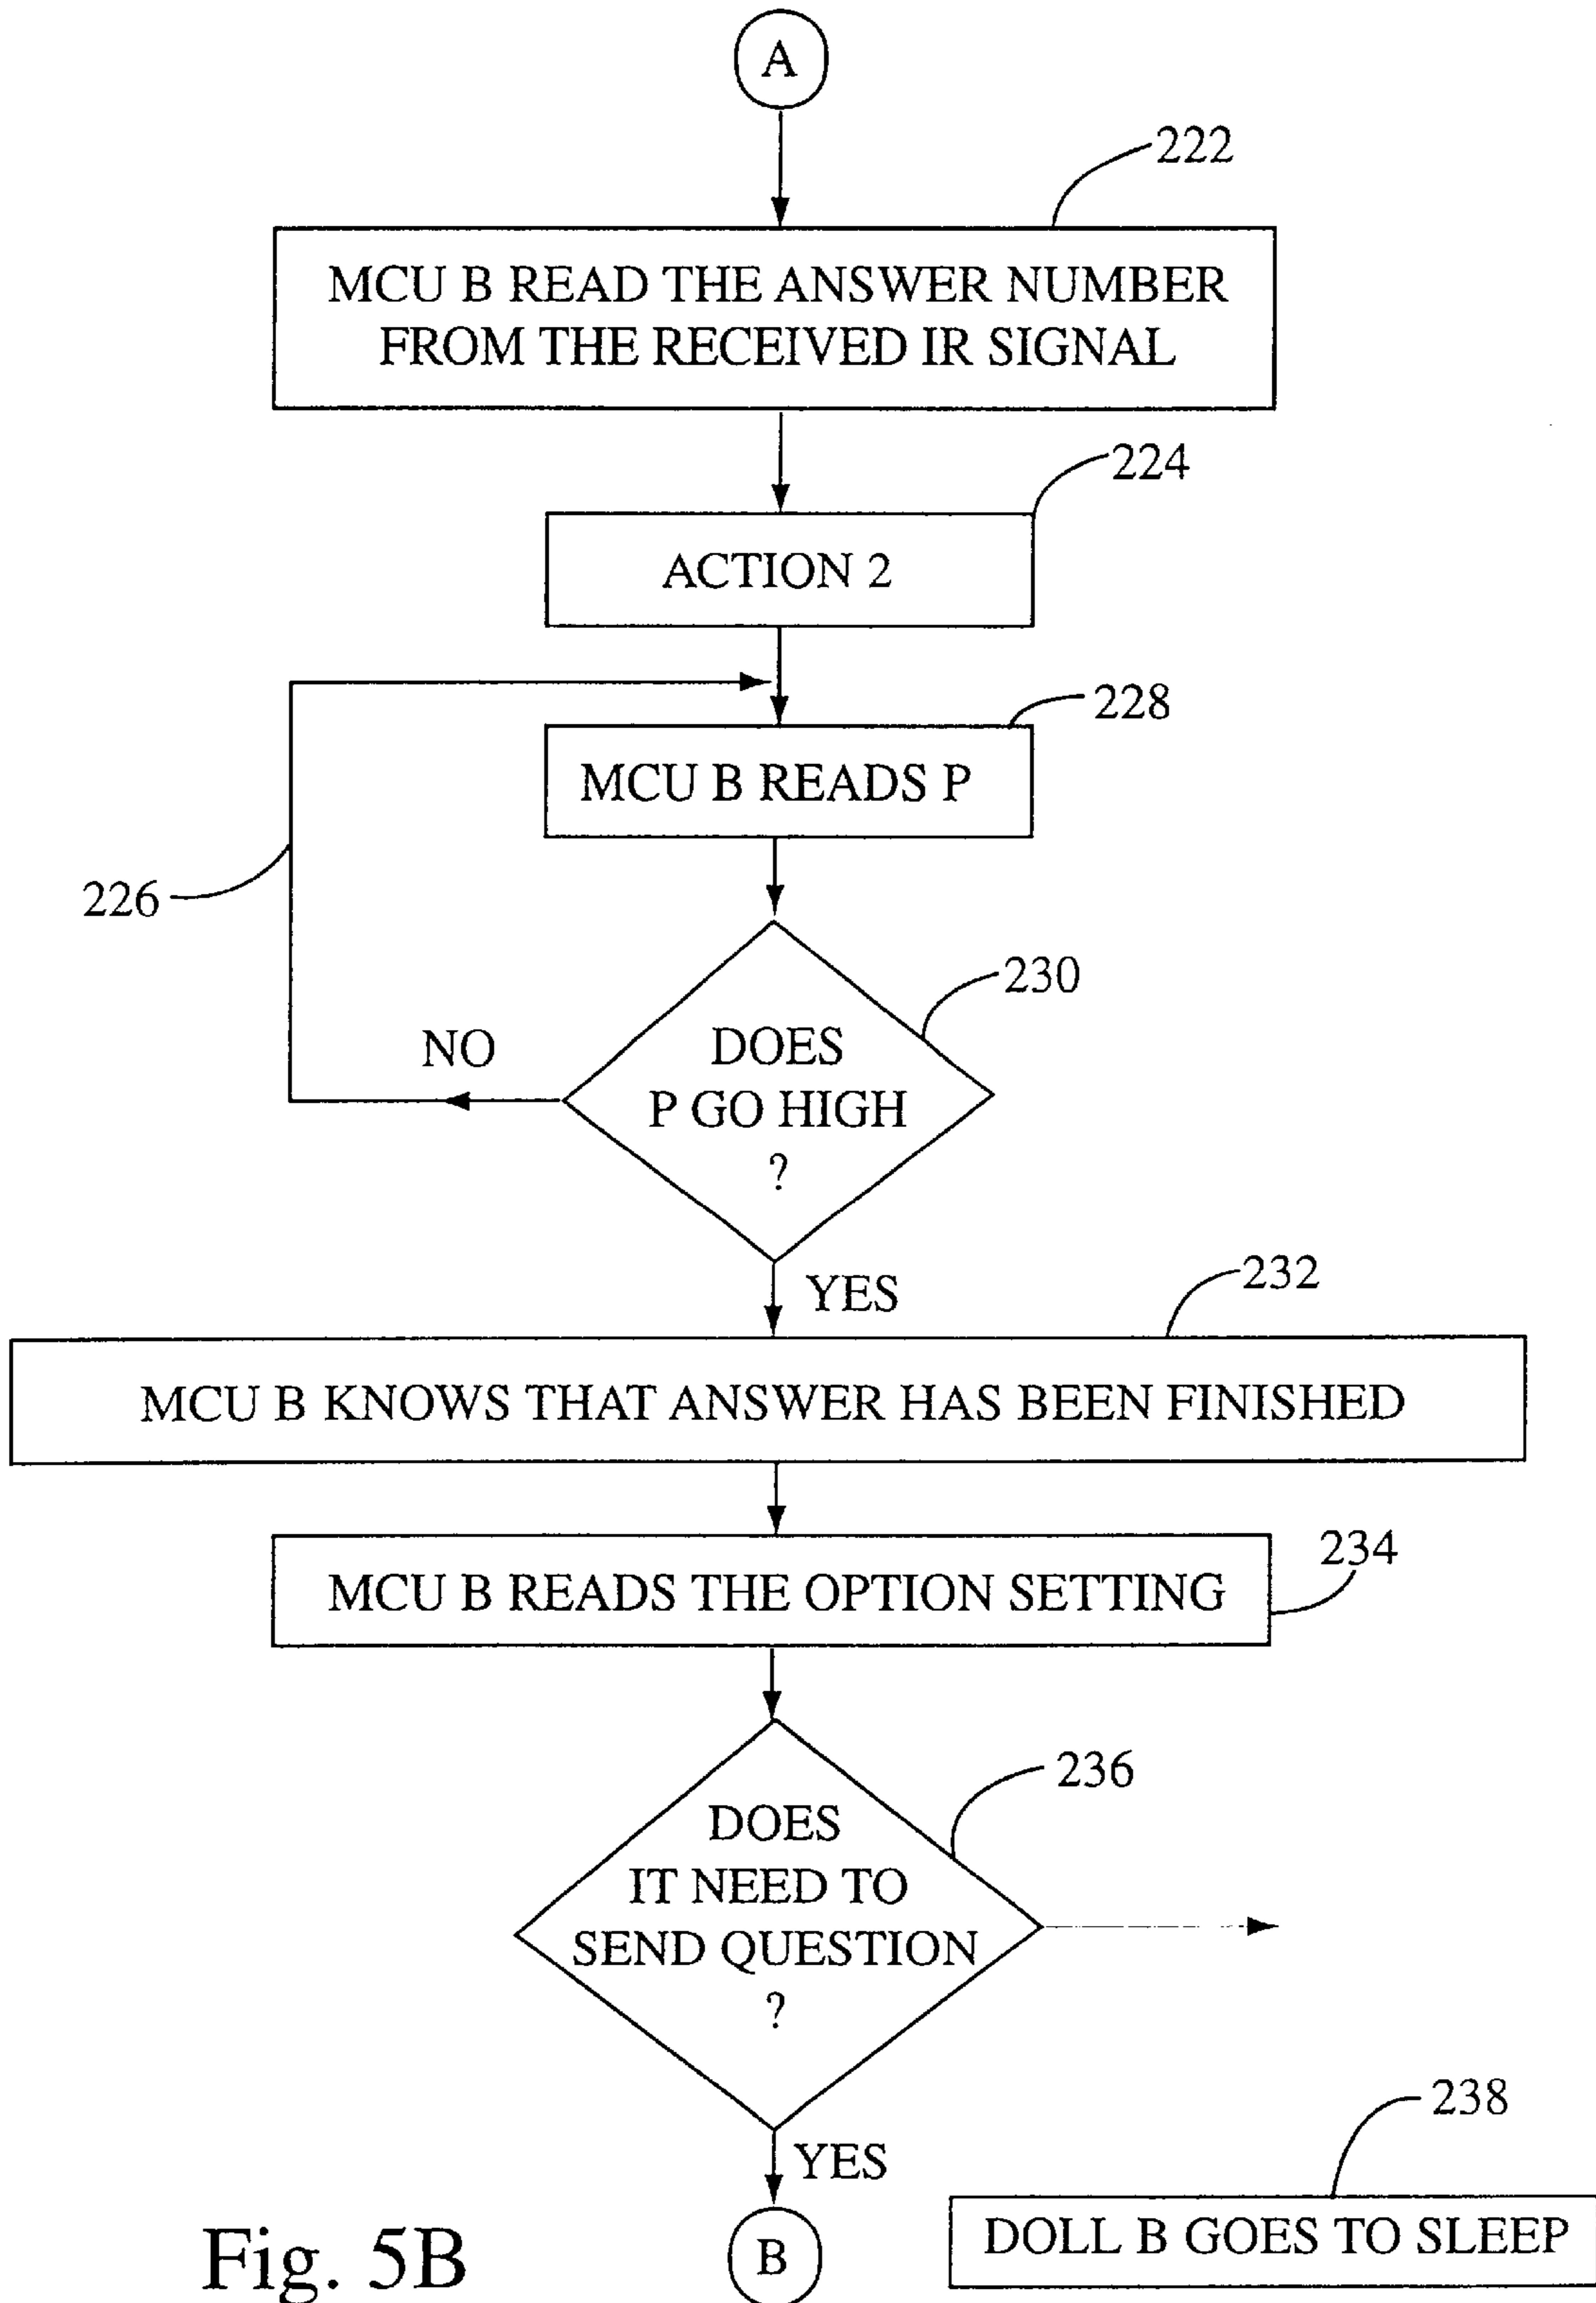 A
222
MCU B READ THE ANSWER NUMBER
FROM THE RECEIVED IR SIGNAL
224
ACTION 2
228
MCU B READS P
226
230
NO
DOES
P GO HIGH
?
YES
232
MCU B KNOWS THAT ANSWER HAS BEEN FINISHED
234
MCU B READS THE OPTION SETTING
236
DOES
IT NEED TO
SEND QUESTION
?
238
YES
DOLL B GOES TO SLEEP
B
Fig. 5B